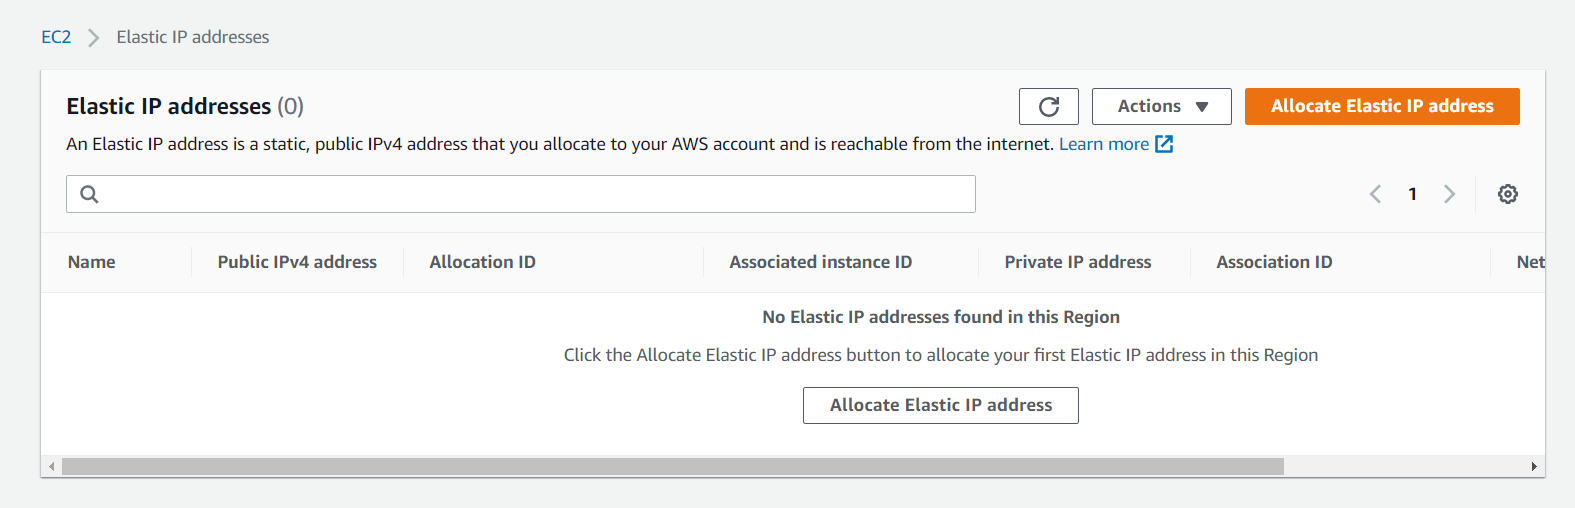 EC2 Elastic IP addresses
Elastic IP addresses (0)
Actions
Allocate Elastic IP address
An Elastic IP address is a static, public IPv4 address that you allocate to your AWS account and is reachable from the internet. Learn more
1
Name Public IPv4 address Allocation ID Associated instance ID Private IP address Association ID Net
No Elastic IP addresses found in this Region
Click the Allocate Elastic IP address button to allocate your first Elastic IP address in this Region
Allocate Elastic IP address